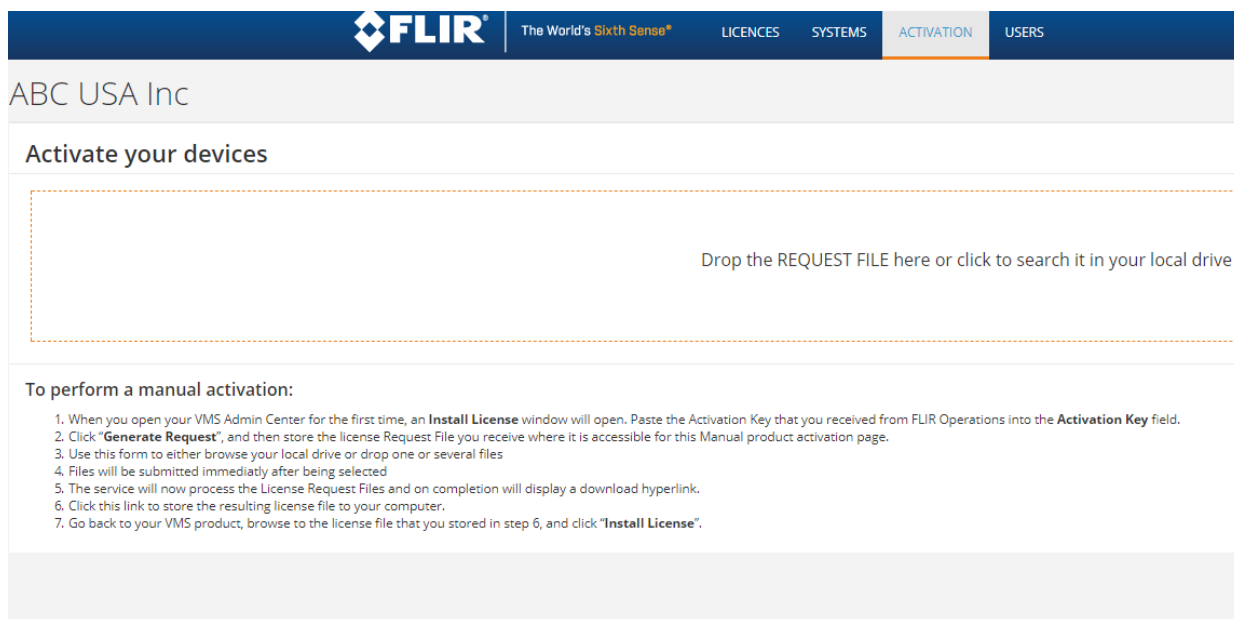 FLIR® The World's Sixth Sense® LICENCES SYSTEMS ACTIVATION USERS
ABC USA Inc
Activate your devices
Drop the REQUEST FILE here or click to search it in your local drive
To perform a manual activation:
1. When you open your VMS Admin Center for the first time, an Install License window will open. Paste the Activation Key that you received from FLIR Operations into the Activation Key field.
2. Click “Generate Request”, and then store the license Request File you receive where it is accessible for this Manual product activation page.
3. Use this form to either browse your local drive or drop one or several files
4. Files will be submitted immediatly after being selected
5. The service will now process the License Request Files and on completion will display a download hyperlink.
6. Click this link to store the resulting license file to your computer.
7. Go back to your VMS product, browse to the license file that you stored in step 6, and click “Install License”.